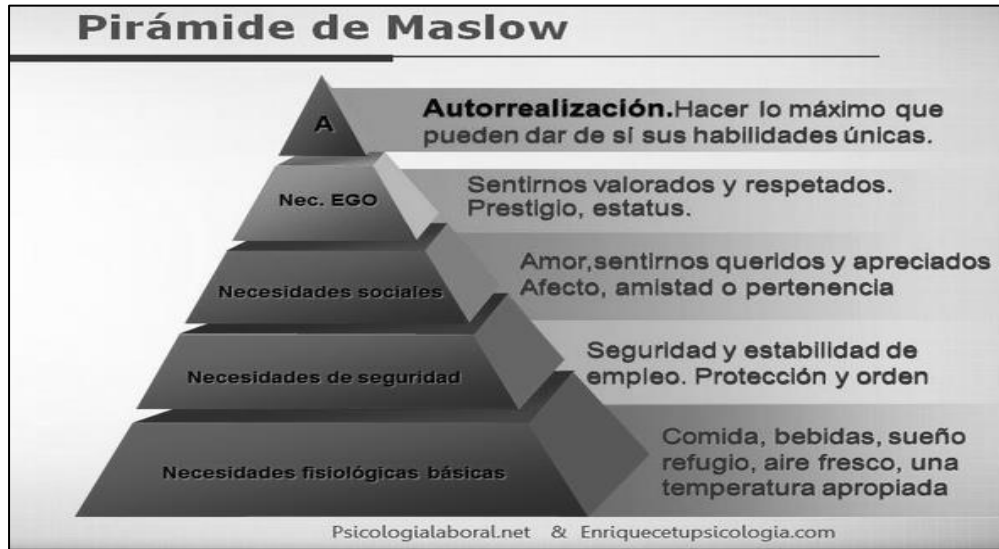 Pirámide de Maslow
A
Autorrealización.Hacer lo máximo que
pueden dar de sí sus habilidades únicas.
Nec. EGO
Sentirnos valorados y respetados.
Prestigio, estatus.
Necesidades sociales
Amor,sentirnos queridos y apreciados
Afecto, amistad o pertenencia
Necesidades de seguridad
Seguridad y estabilidad de
empleo. Protección y orden
Necesidades fisiológicas básicas
Comida, bebidas, sueño
refugio, aire fresco, una
temperatura apropiada
Psicologialaboral.net & Enriquecetupsicologia.com